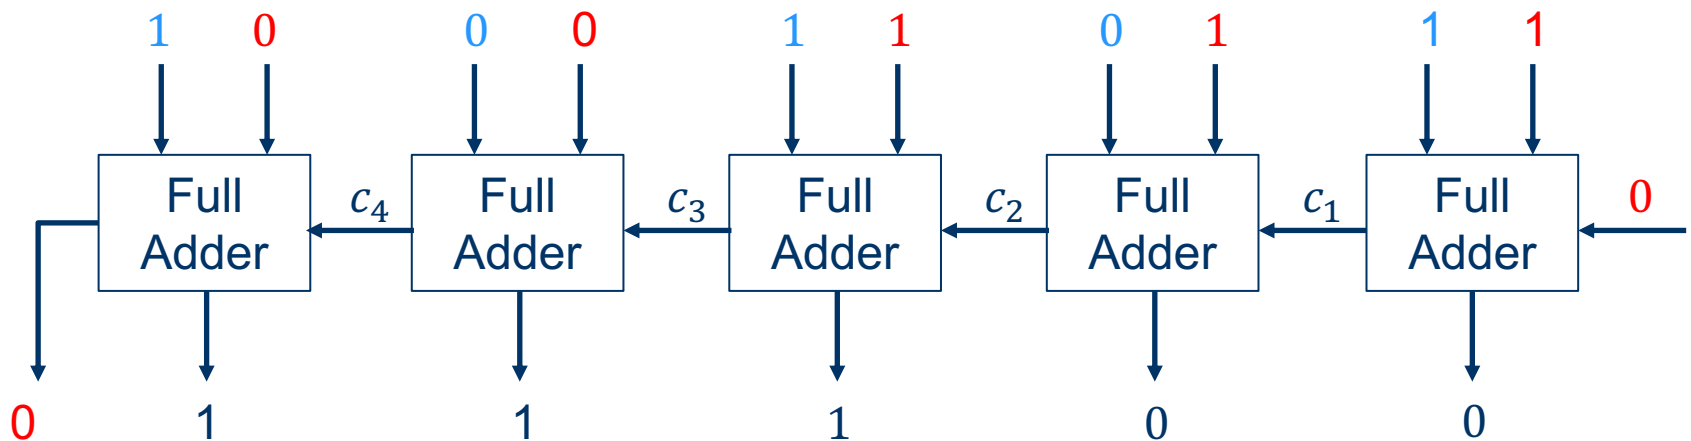 1 0 0 0 1 1 0 1 1 1
Full Full Full Full Full
c₄ c₃ c₂ c₁ 0
Adder Adder Adder Adder Adder
0 1 1 1 0 0